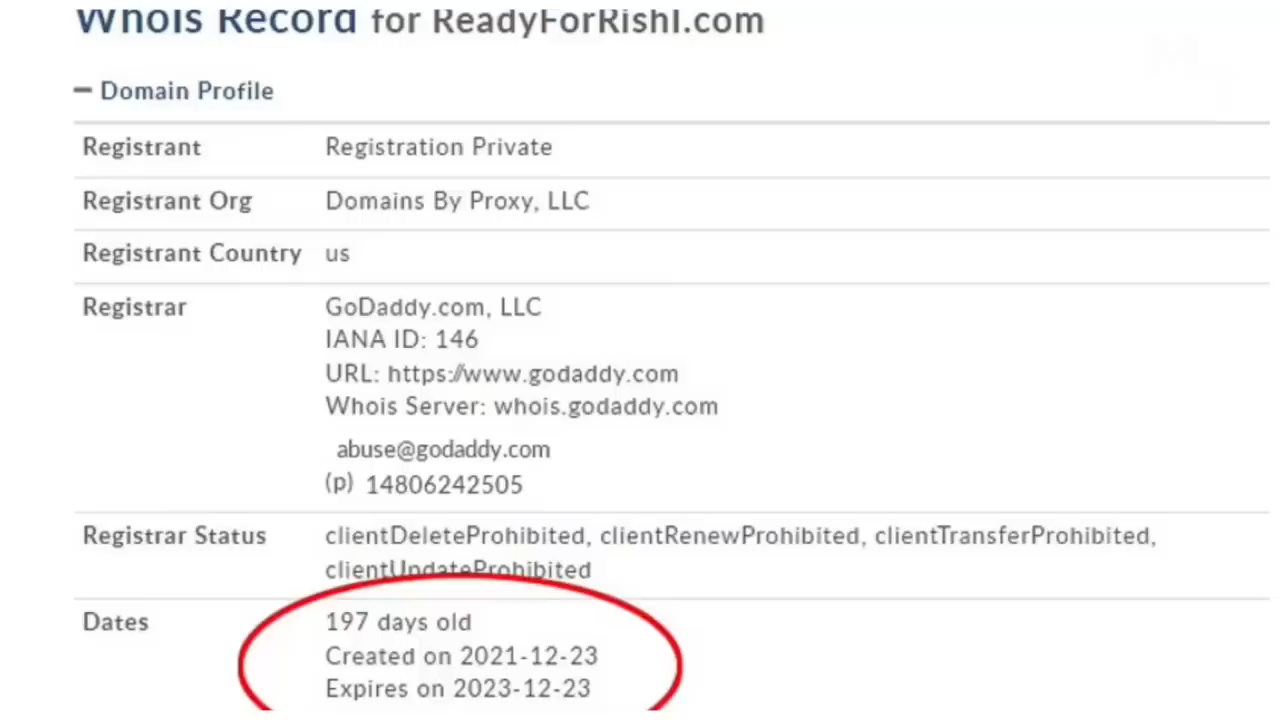 Whois Record for ReadyForRishI.com
− Domain Profile
Registrant Registration Private
Registrant Org Domains By Proxy, LLC
Registrant Country us
Registrar GoDaddy.com, LLC
IANA ID: 146
URL: https://www.godaddy.com
Whois Server: whois.godaddy.com
abuse@godaddy.com
(p) 14806242505
Registrar Status clientDeleteProhibited, clientRenewProhibited, clientTransferProhibited,
clientUpdateProhibited
Dates 197 days old
Created on 2021-12-23
Expires on 2023-12-23